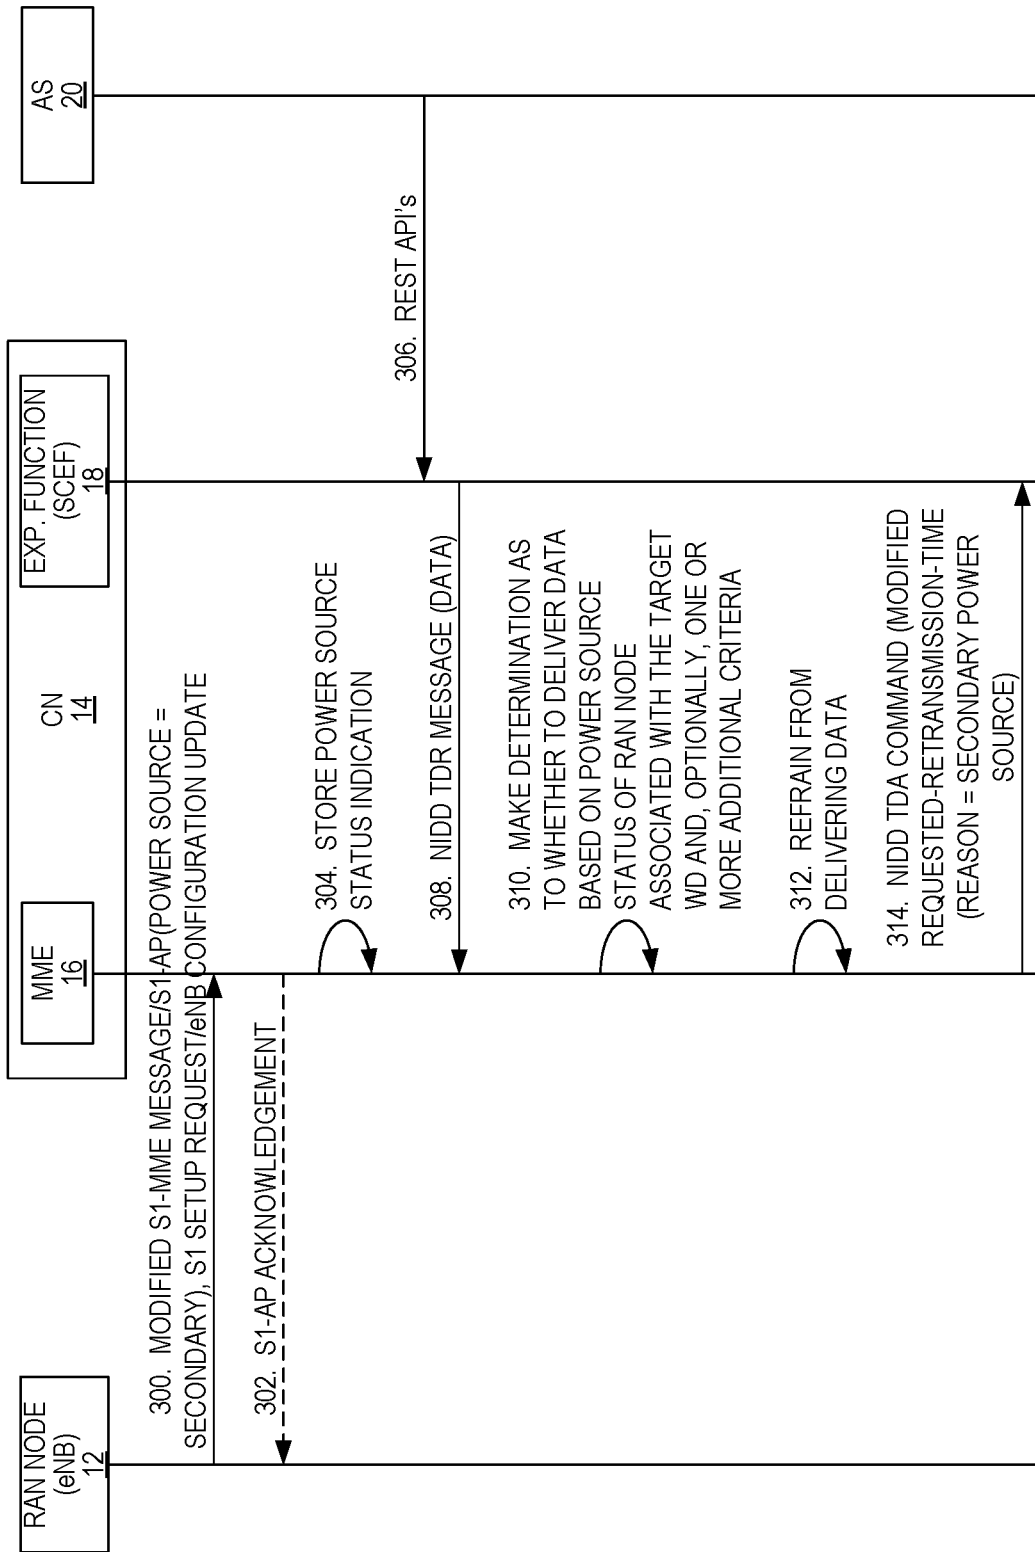 RAN NODE
(eNB)
12
CN
14
MME
16
EXP. FUNCTION
(SCEF)
18
AS
20
300. MODIFIED S1-MME MESSAGE/S1-AP(POWER SOURCE =
SECONDARY), S1 SETUP REQUEST/eNB CONFIGURATION UPDATE
302. S1-AP ACKNOWLEDGEMENT
304. STORE POWER SOURCE
STATUS INDICATION
306. REST API's
308. NIDD TDR MESSAGE (DATA)
310. MAKE DETERMINATION AS
TO WHETHER TO DELIVER DATA
BASED ON POWER SOURCE
STATUS OF RAN NODE
ASSOCIATED WITH THE TARGET
WD AND, OPTIONALLY, ONE OR
MORE ADDITIONAL CRITERIA
312. REFRAIN FROM
DELIVERING DATA
314. NIDD TDA COMMAND (MODIFIED
REQUESTED-RETRANSMISSION-TIME
(REASON = SECONDARY POWER
SOURCE)